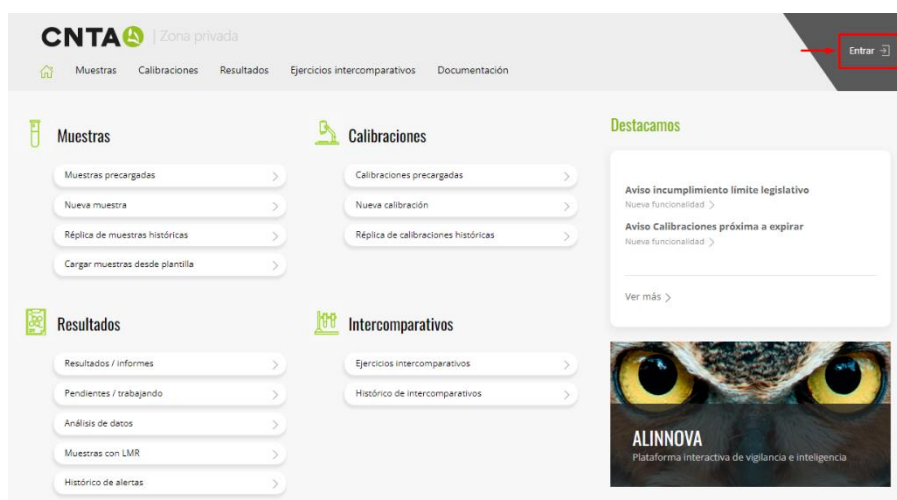 CNTA | Zona privada
Entrar
Muestras Calibraciones Resultados Ejercicios intercomparativos Documentación
Muestras
Muestras precargadas
Nueva muestra
Réplica de muestras históricas
Cargar muestras desde plantilla
Calibraciones
Calibraciones precargadas
Nueva calibración
Réplica de calibraciones históricas
Destacamos
Aviso incumplimiento límite legislativo
Nueva funcionalidad
Aviso Calibraciones próxima a expirar
Nueva funcionalidad
Ver más
Resultados
Resultados / informes
Pendientes / trabajando
Análisis de datos
Muestras con LMR
Histórico de alertas
Intercomparativos
Ejercicios intercomparativos
Histórico de intercomparativos
ALINNOVA
Plataforma interactiva de vigilancia e inteligencia